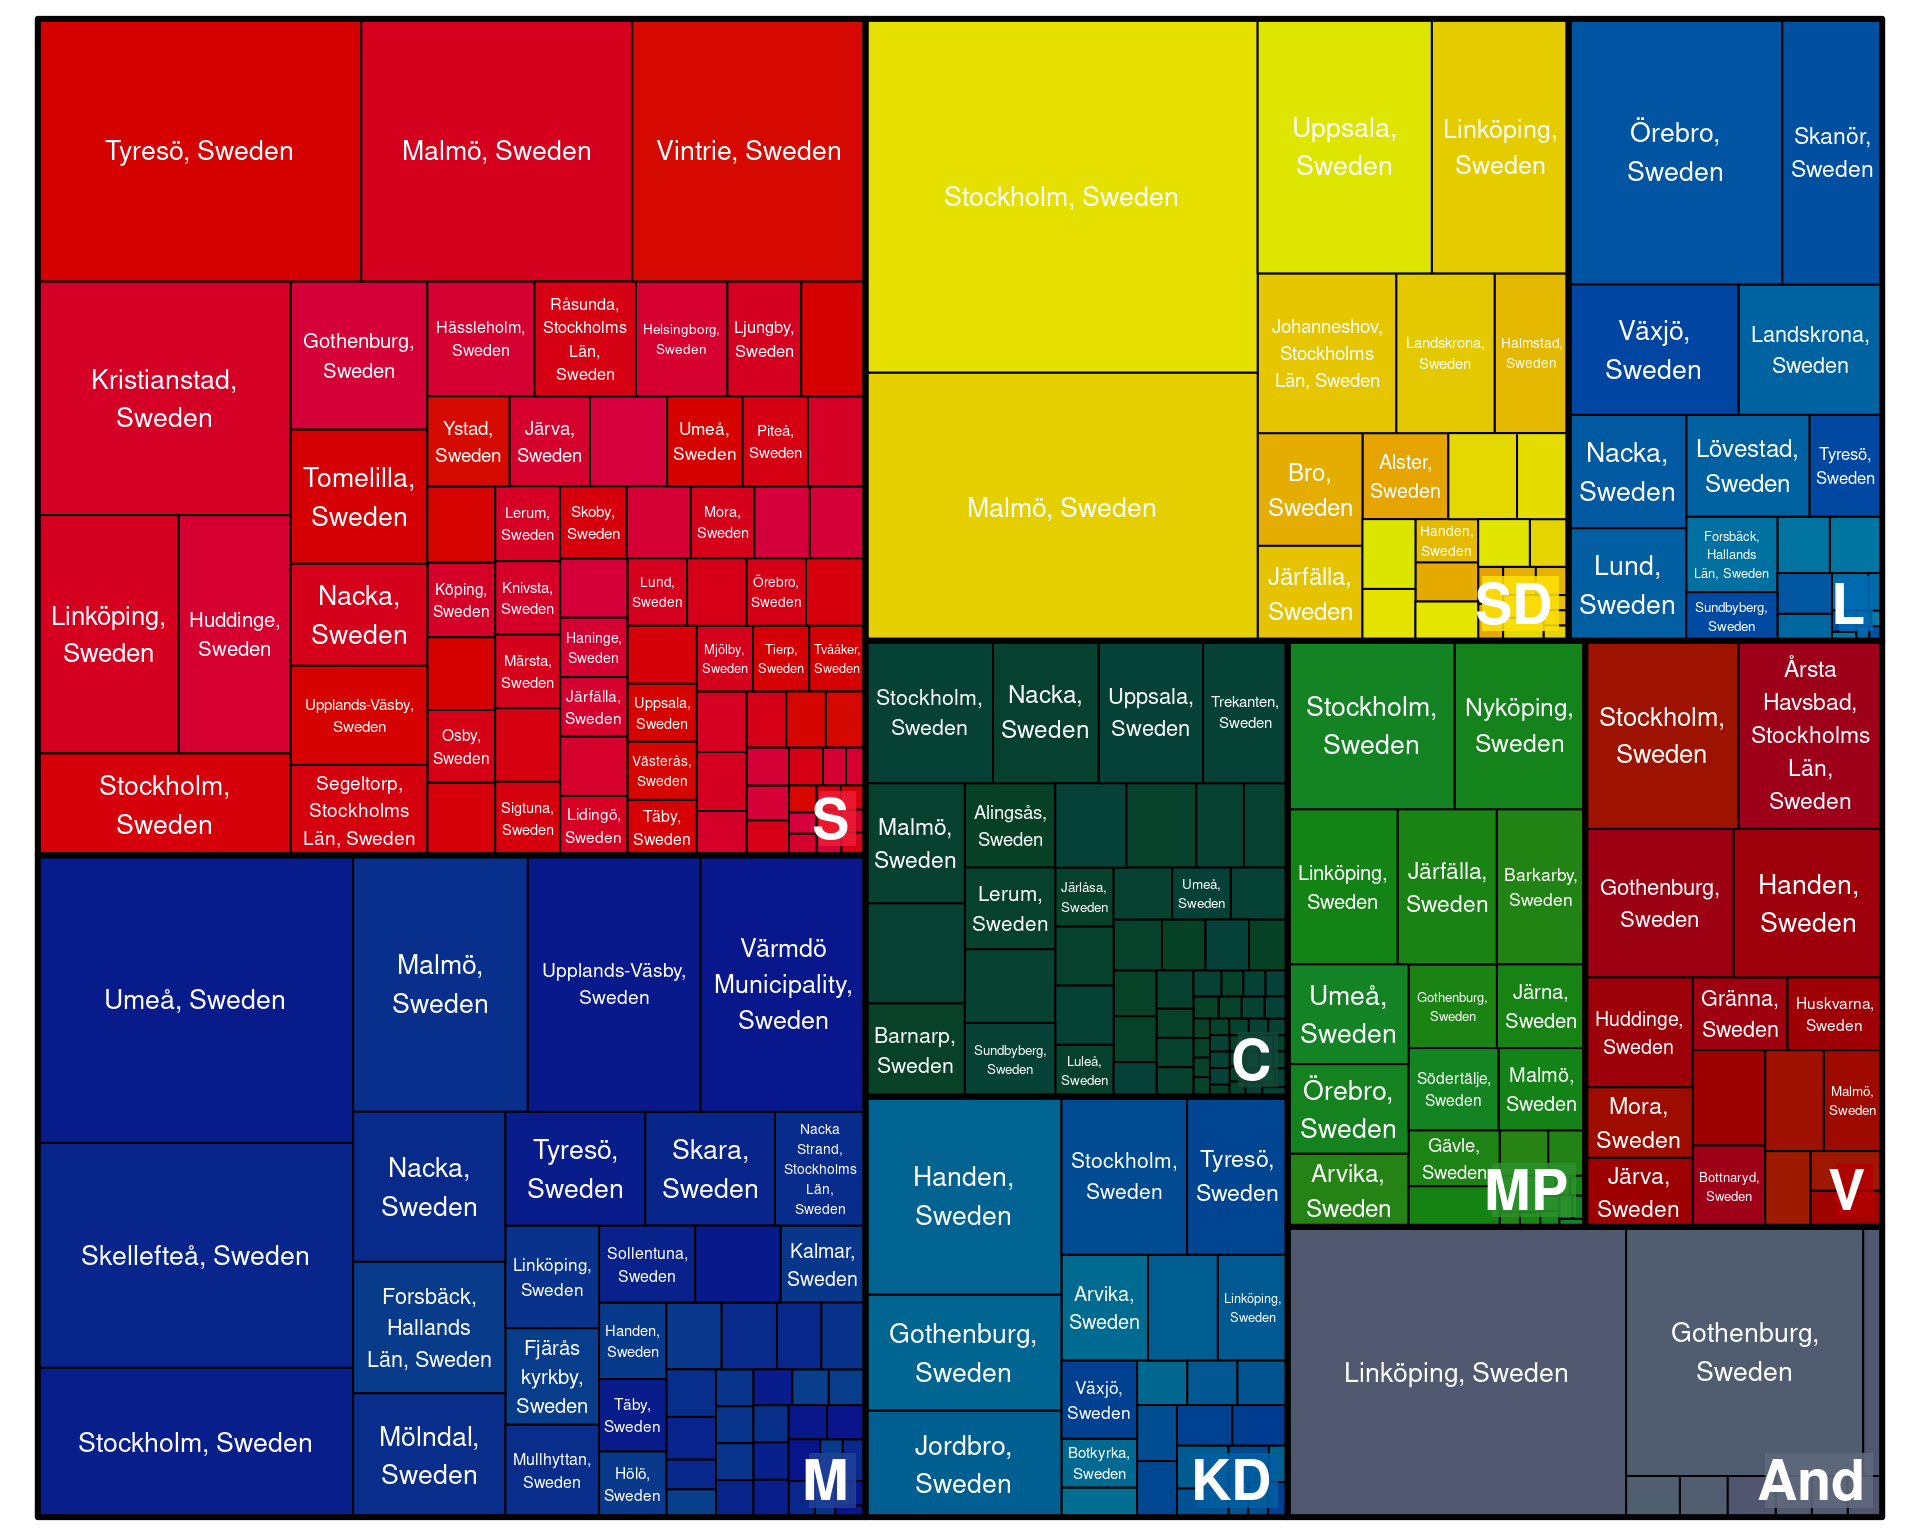 Tyresö, Sweden
Malmö, Sweden
Vintrie, Sweden
Kristianstad,
Sweden
Gothenburg,
Sweden
Hässleholm,
Sweden
Råsunda,
Stockholms
Län,
Sweden
Helsingborg,
Sweden
Ljungby,
Sweden
Ystad,
Sweden
Järva,
Sweden
Umeå,
Sweden
Piteå,
Sweden
Tomelilla,
Sweden
Lerum,
Sweden
Skoby,
Sweden
Mora,
Sweden
Linköping,
Sweden
Huddinge,
Sweden
Nacka,
Sweden
Köping,
Sweden
Knivsta,
Sweden
Lund,
Sweden
Örebro,
Sweden
Haninge,
Sweden
Mjölby,
Sweden
Tierp,
Sweden
Tvååker,
Sweden
Märsta,
Sweden
Järfälla,
Sweden
Uppsala,
Sweden
Upplands-Väsby,
Sweden
Osby,
Sweden
Västerås,
Sweden
Stockholm,
Sweden
Segeltorp,
Stockholms
Län, Sweden
Sigtuna,
Sweden
Lidingö,
Sweden
Täby,
Sweden
S
Stockholm, Sweden
Uppsala,
Sweden
Linköping,
Sweden
Malmö, Sweden
Johanneshov,
Stockholms
Län, Sweden
Landskrona,
Sweden
Halmstad,
Sweden
Bro,
Sweden
Alster,
Sweden
Handen,
Sweden
Järfälla,
Sweden
SD
Örebro,
Sweden
Skanör,
Sweden
Växjö,
Sweden
Landskrona,
Sweden
Nacka,
Sweden
Lövestad,
Sweden
Tyresö,
Sweden
Lund,
Sweden
Forsbäck,
Hallands
Län, Sweden
Sundbyberg,
Sweden
L
Umeå, Sweden
Malmö,
Sweden
Upplands-Väsby,
Sweden
Värmdö
Municipality,
Sweden
Skellefteå, Sweden
Nacka,
Sweden
Tyresö,
Sweden
Skara,
Sweden
Nacka
Strand,
Stockholms
Län,
Sweden
Linköping,
Sweden
Sollentuna,
Sweden
Kalmar,
Sweden
Forsbäck,
Hallands
Län, Sweden
Fjärås
kyrkby,
Sweden
Handen,
Sweden
Täby,
Sweden
Stockholm, Sweden
Mölndal,
Sweden
Mullhyttan,
Sweden
Hölö,
Sweden
M
Stockholm,
Sweden
Nacka,
Sweden
Uppsala,
Sweden
Trekanten,
Sweden
Malmö,
Sweden
Alingsås,
Sweden
Lerum,
Sweden
Järlåsa,
Sweden
Umeå,
Sweden
Barnarp,
Sweden
Sundbyberg,
Sweden
Luleå,
Sweden
C
Handen,
Sweden
Stockholm,
Sweden
Tyresö,
Sweden
Gothenburg,
Sweden
Arvika,
Sweden
Linköping,
Sweden
Växjö,
Sweden
Jordbro,
Sweden
Botkyrka,
Sweden
KD
Stockholm,
Sweden
Nyköping,
Sweden
Linköping,
Sweden
Järfälla,
Sweden
Barkarby,
Sweden
Umeå,
Sweden
Gothenburg,
Sweden
Järna,
Sweden
Örebro,
Sweden
Södertälje,
Sweden
Malmö,
Sweden
Arvika,
Sweden
Gävle,
Sweden
MP
Stockholm,
Sweden
Årsta
Havsbad,
Stockholms
Län,
Sweden
Gothenburg,
Sweden
Handen,
Sweden
Huddinge,
Sweden
Gränna,
Sweden
Huskvarna,
Sweden
Mora,
Sweden
Malmö,
Sweden
Järva,
Sweden
Bottnaryd,
Sweden
V
Linköping, Sweden
Gothenburg,
Sweden
And